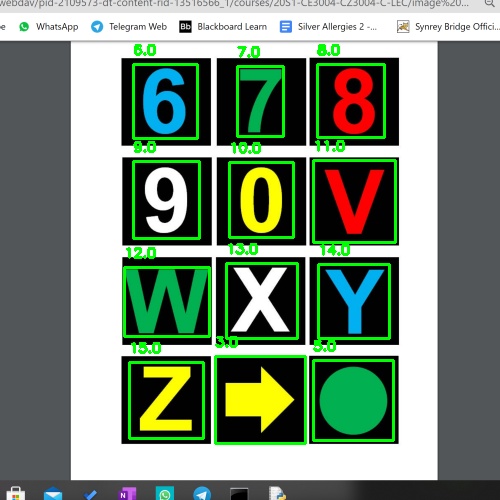 webdav/pid-2109573-dt-content-rid-13516566_1/courses/20S1-CE3004-CZ3004-C-LEC/image%20...
be WhatsApp Telegram Web Bb Blackboard Learn Silver Allergies 2 -... Synrey Bridge Offici...
6.0 7.0 8.0
6 7 8
9.0 10.0 11.0
9 0 V
12.0 13.0 14.0
W X Y
15.0 3.0 5.0
Z